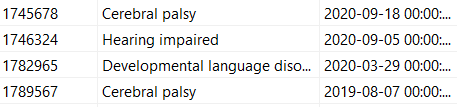 1745678 Cerebral palsy 2020-09-18 00:00:...
1746324 Hearing impaired 2020-09-05 00:00:...
1782965 Developmental language diso... 2020-03-29 00:00:...
1789567 Cerebral palsy 2019-08-07 00:00:...